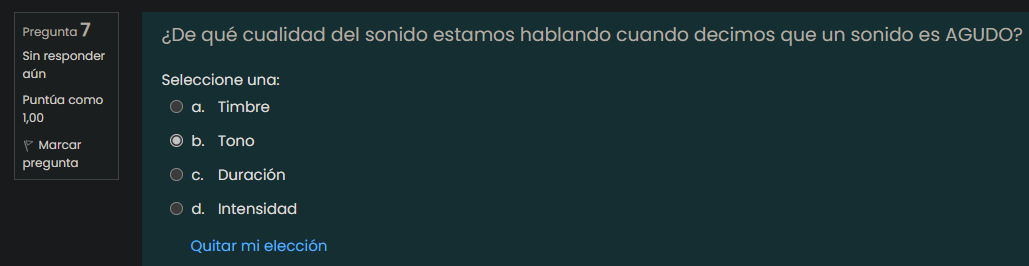 Pregunta 7
Sin responder
aún
Puntúa como
1,00
Marcar
pregunta
¿De qué cualidad del sonido estamos hablando cuando decimos que un sonido es AGUDO?
Seleccione una:
a. Timbre
b. Tono
c. Duración
d. Intensidad
Quitar mi elección